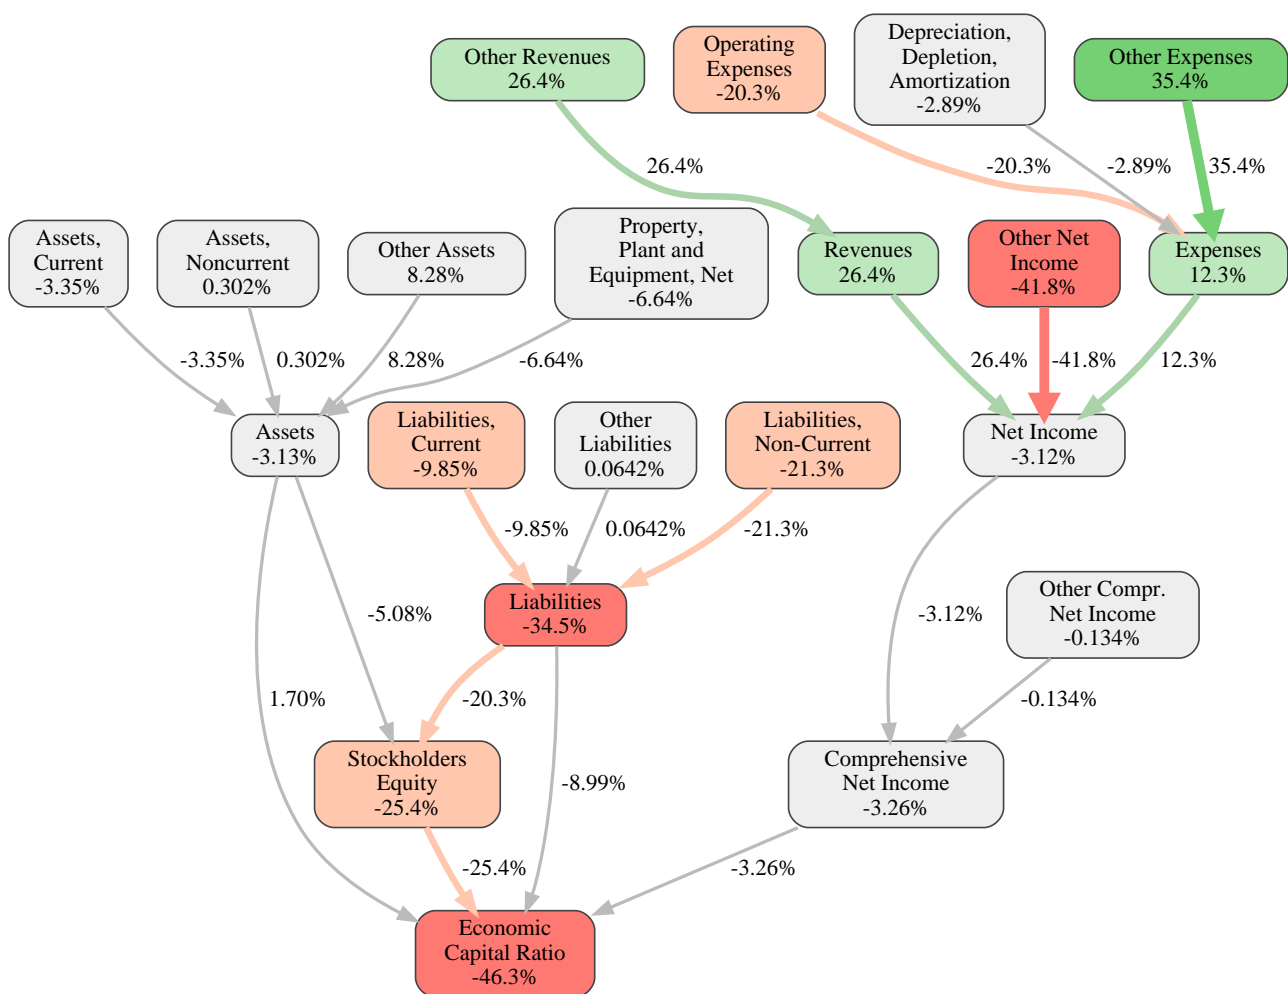 Other Revenues
26.4%
Operating
Expenses
-20.3%
Depreciation,
Depletion,
Amortization
-2.89%
Other Expenses
35.4%
26.4%
-20.3%
-2.89%
35.4%
Assets,
Current
-3.35%
Assets,
Noncurrent
0.302%
Other Assets
8.28%
Property,
Plant and
Equipment, Net
-6.64%
Revenues
26.4%
Other Net
Income
-41.8%
Expenses
12.3%
-3.35%
0.302%
8.28%
-6.64%
26.4%
-41.8%
12.3%
Assets
-3.13%
Liabilities,
Current
-9.85%
Other
Liabilities
0.0642%
Liabilities,
Non-Current
-21.3%
Net Income
-3.12%
-9.85%
0.0642%
-21.3%
Liabilities
-34.5%
Other Compr.
Net Income
-0.134%
-5.08%
-3.12%
1.70%
-20.3%
-0.134%
Stockholders
Equity
-25.4%
-8.99%
Comprehensive
Net Income
-3.26%
-25.4%
-3.26%
Economic
Capital Ratio
-46.3%